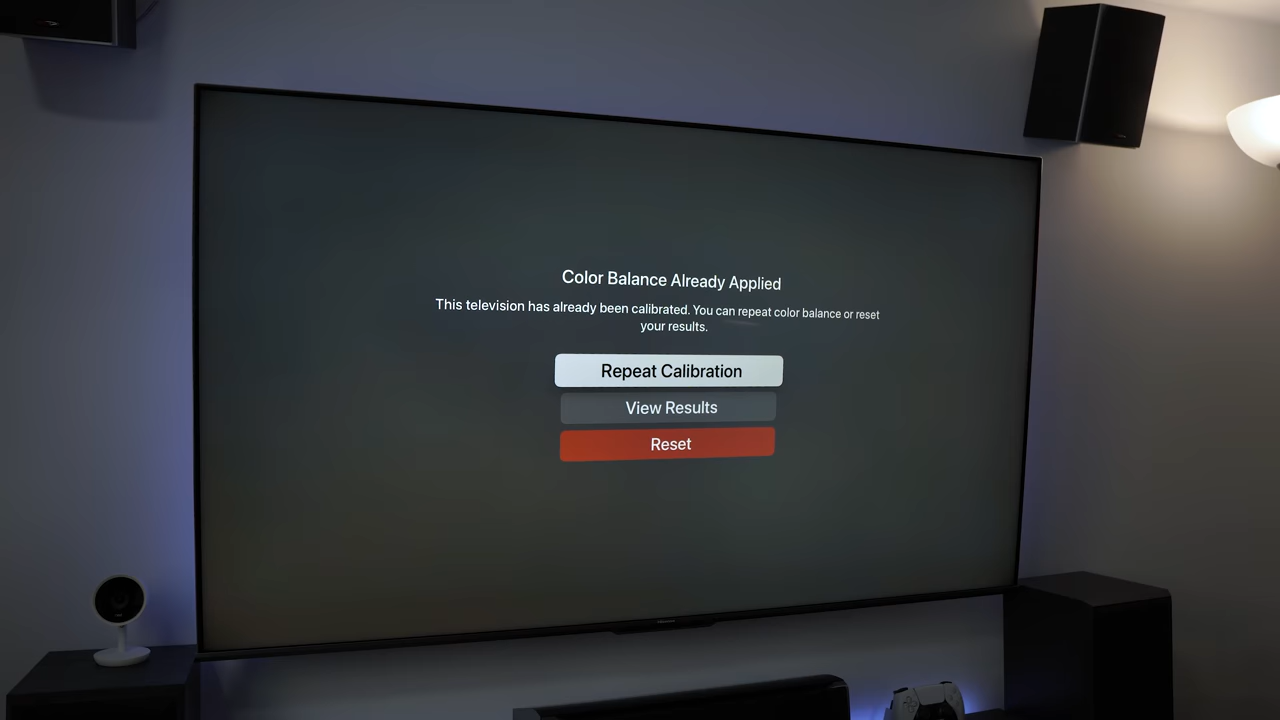 Color Balance Already Applied
This television has already been calibrated. You can repeat color balance or reset
your results.
Repeat Calibration
View Results
Reset